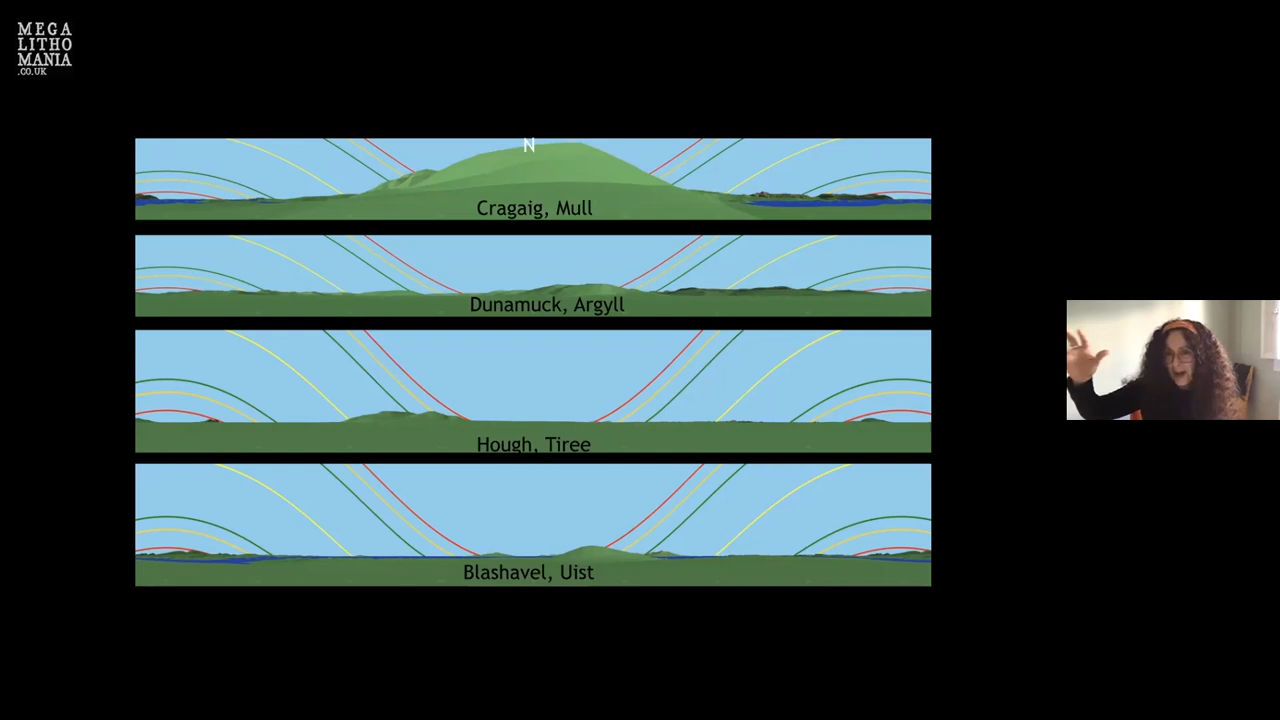 MEGA
LITHO
MANIA
.CO.UK
N
Cragaig, Mull
Dunamuck, Argyll
Hough, Tiree
Blashavel, Uist